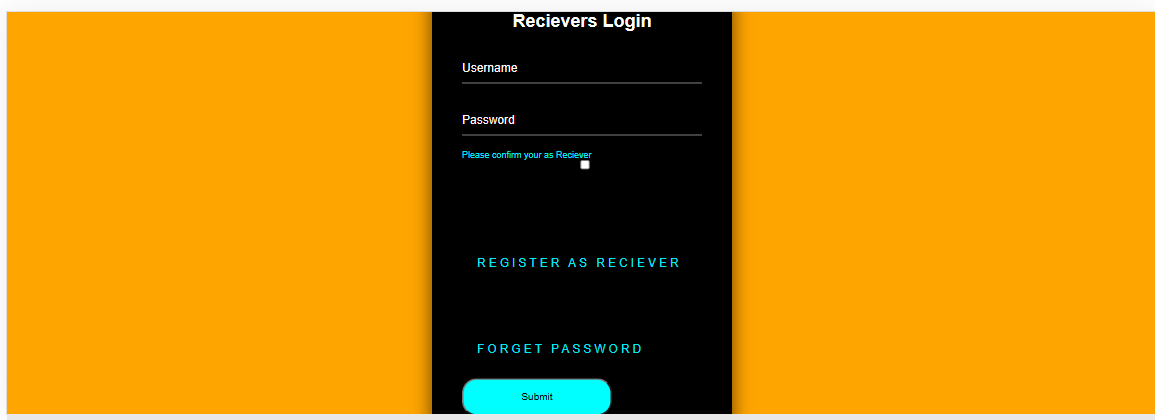 Recievers Login
Username
Password
Please confirm your as Reciever
REGISTER AS RECIEVER
FORGET PASSWORD
Submit